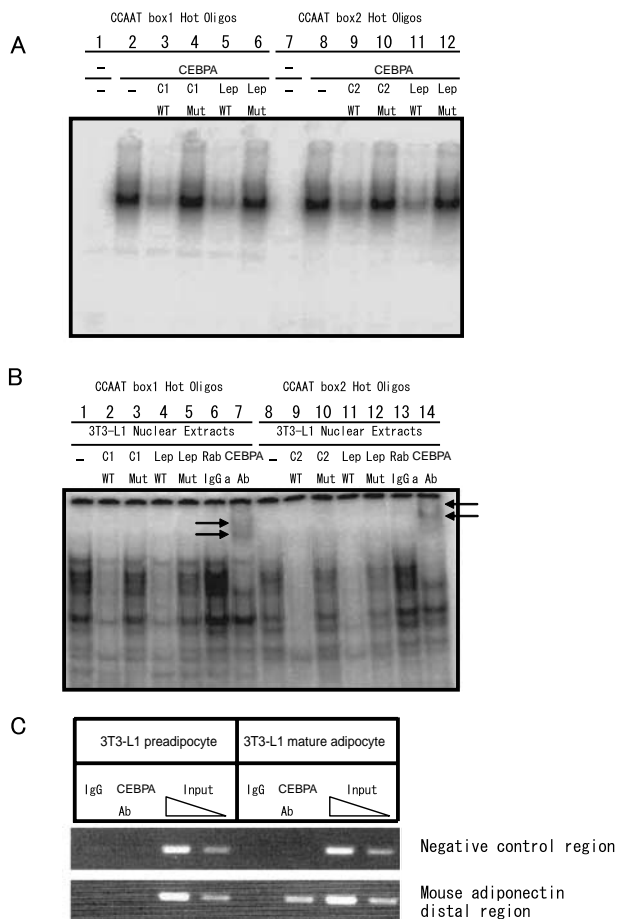 CCAAT box1 Hot Oligos CCAAT box2 Hot Oligos
A
1 2 3 4 5 6 7 8 9 10 11 12
– CEBPA – CEBPA
– – C1 C1 Lep Lep – – C2 C2 Lep Lep
WT Mut WT Mut WT Mut WT Mut
B
CCAAT box1 Hot Oligos CCAAT box2 Hot Oligos
1 2 3 4 5 6 7 8 9 10 11 12 13 14
3T3-L1 Nuclear Extracts 3T3-L1 Nuclear Extracts
– C1 C1 Lep Lep Rab CEBPA – C2 C2 Lep Lep Rab CEBPA
WT Mut WT Mut IgG a Ab WT Mut WT Mut IgG a Ab
C
3T3-L1 preadipocyte 3T3-L1 mature adipocyte
IgG CEBPA Input IgG CEBPA Input
Ab Ab
Negative control region
Mouse adiponectin
distal region